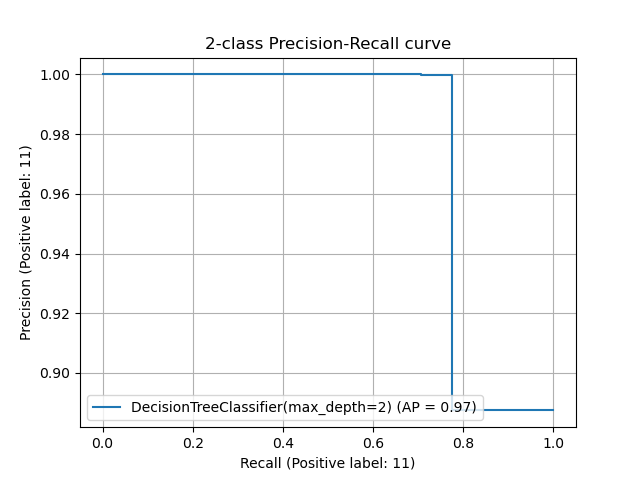 2-class Precision-Recall curve
Precision (Positive label: 11)
1.00
0.98
0.96
0.94
0.92
0.90
DecisionTreeClassifier(max_depth=2) (AP = 0.97)
0.0 0.2 0.4 0.6 0.8 1.0
Recall (Positive label: 11)